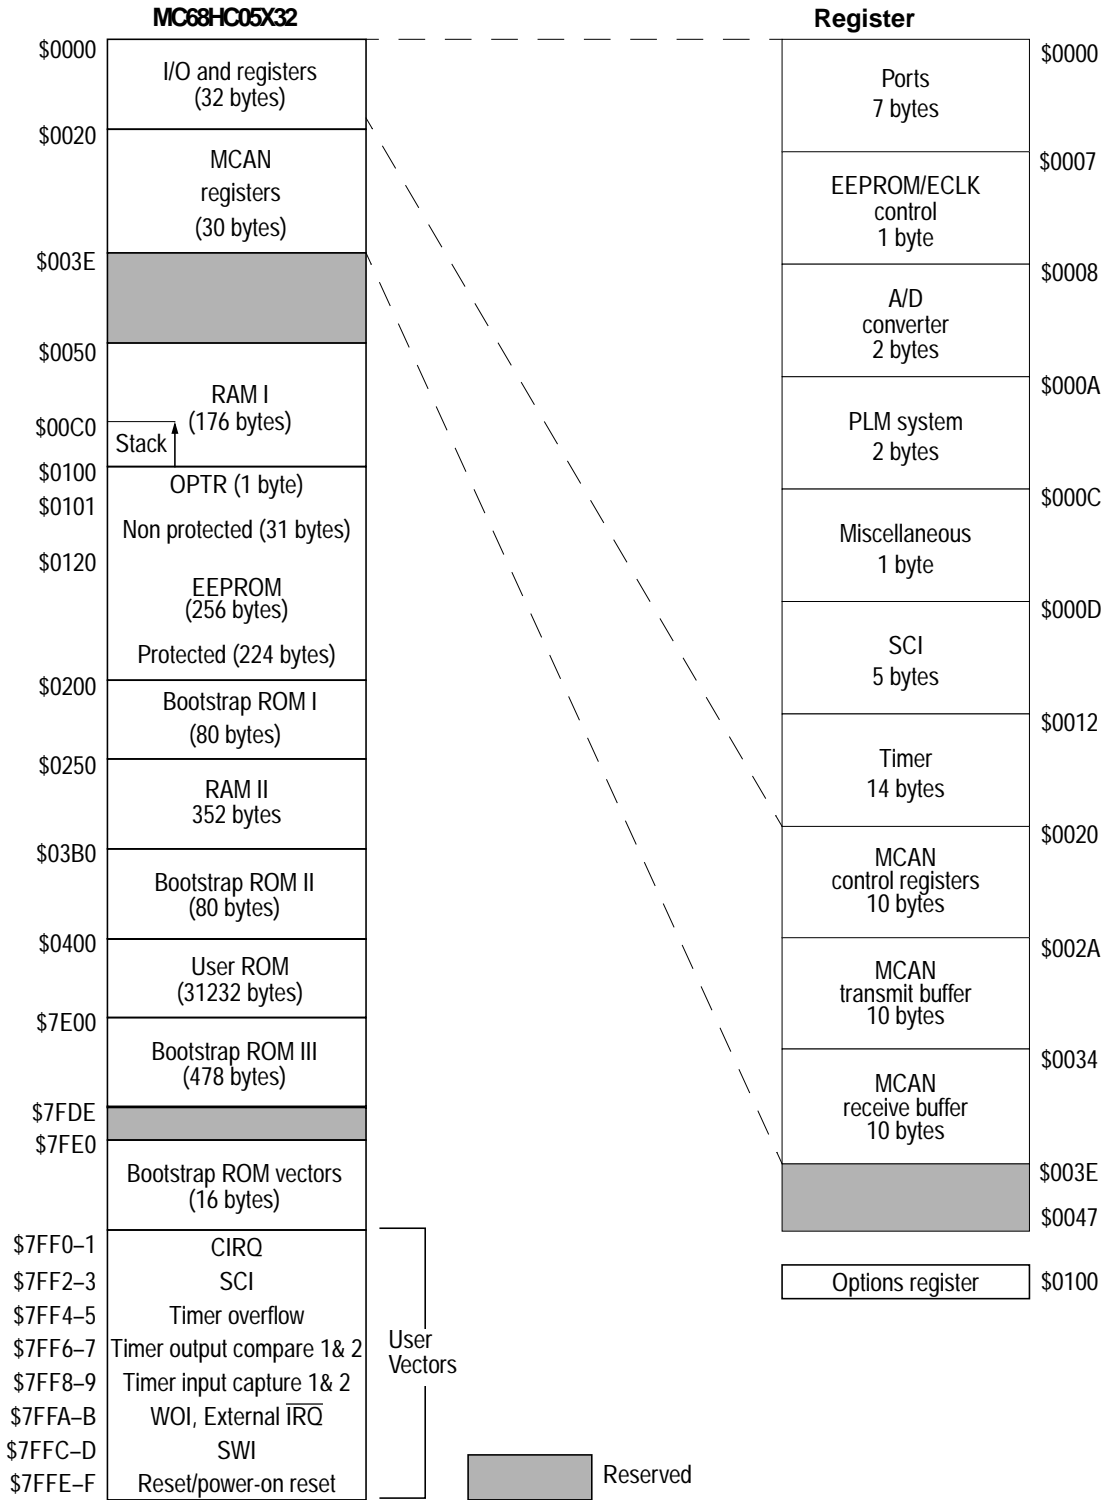 MC68HC05X32
$0000
I/O and registers
(32 bytes)
$0020
MCAN
registers
(30 bytes)
$003E
$0050
RAM I
(176 bytes)
$00C0
Stack
$0100
OPTR (1 byte)
$0101
Non protected (31 bytes)
$0120
EEPROM
(256 bytes)
Protected (224 bytes)
$0200
Bootstrap ROM I
(80 bytes)
$0250
RAM II
352 bytes
$03B0
Bootstrap ROM II
(80 bytes)
$0400
User ROM
(31232 bytes)
$7E00
Bootstrap ROM III
(478 bytes)
$7FDE
$7FE0
Bootstrap ROM vectors
(16 bytes)
$7FF0–1 CIRQ
$7FF2–3 SCI
$7FF4–5 Timer overflow
$7FF6–7 Timer output compare 1& 2
$7FF8–9 Timer input capture 1& 2
$7FFA–B WOI, External IRQ
$7FFC–D SWI
$7FFE–F Reset/power-on reset
User
Vectors
Register
$0000
Ports
7 bytes
$0007
EEPROM/ECLK
control
1 byte
$0008
A/D
converter
2 bytes
$000A
PLM system
2 bytes
$000C
Miscellaneous
1 byte
$000D
SCI
5 bytes
$0012
Timer
14 bytes
$0020
MCAN
control registers
10 bytes
$002A
MCAN
transmit buffer
10 bytes
$0034
MCAN
receive buffer
10 bytes
$003E
$0047
Options register $0100
Reserved